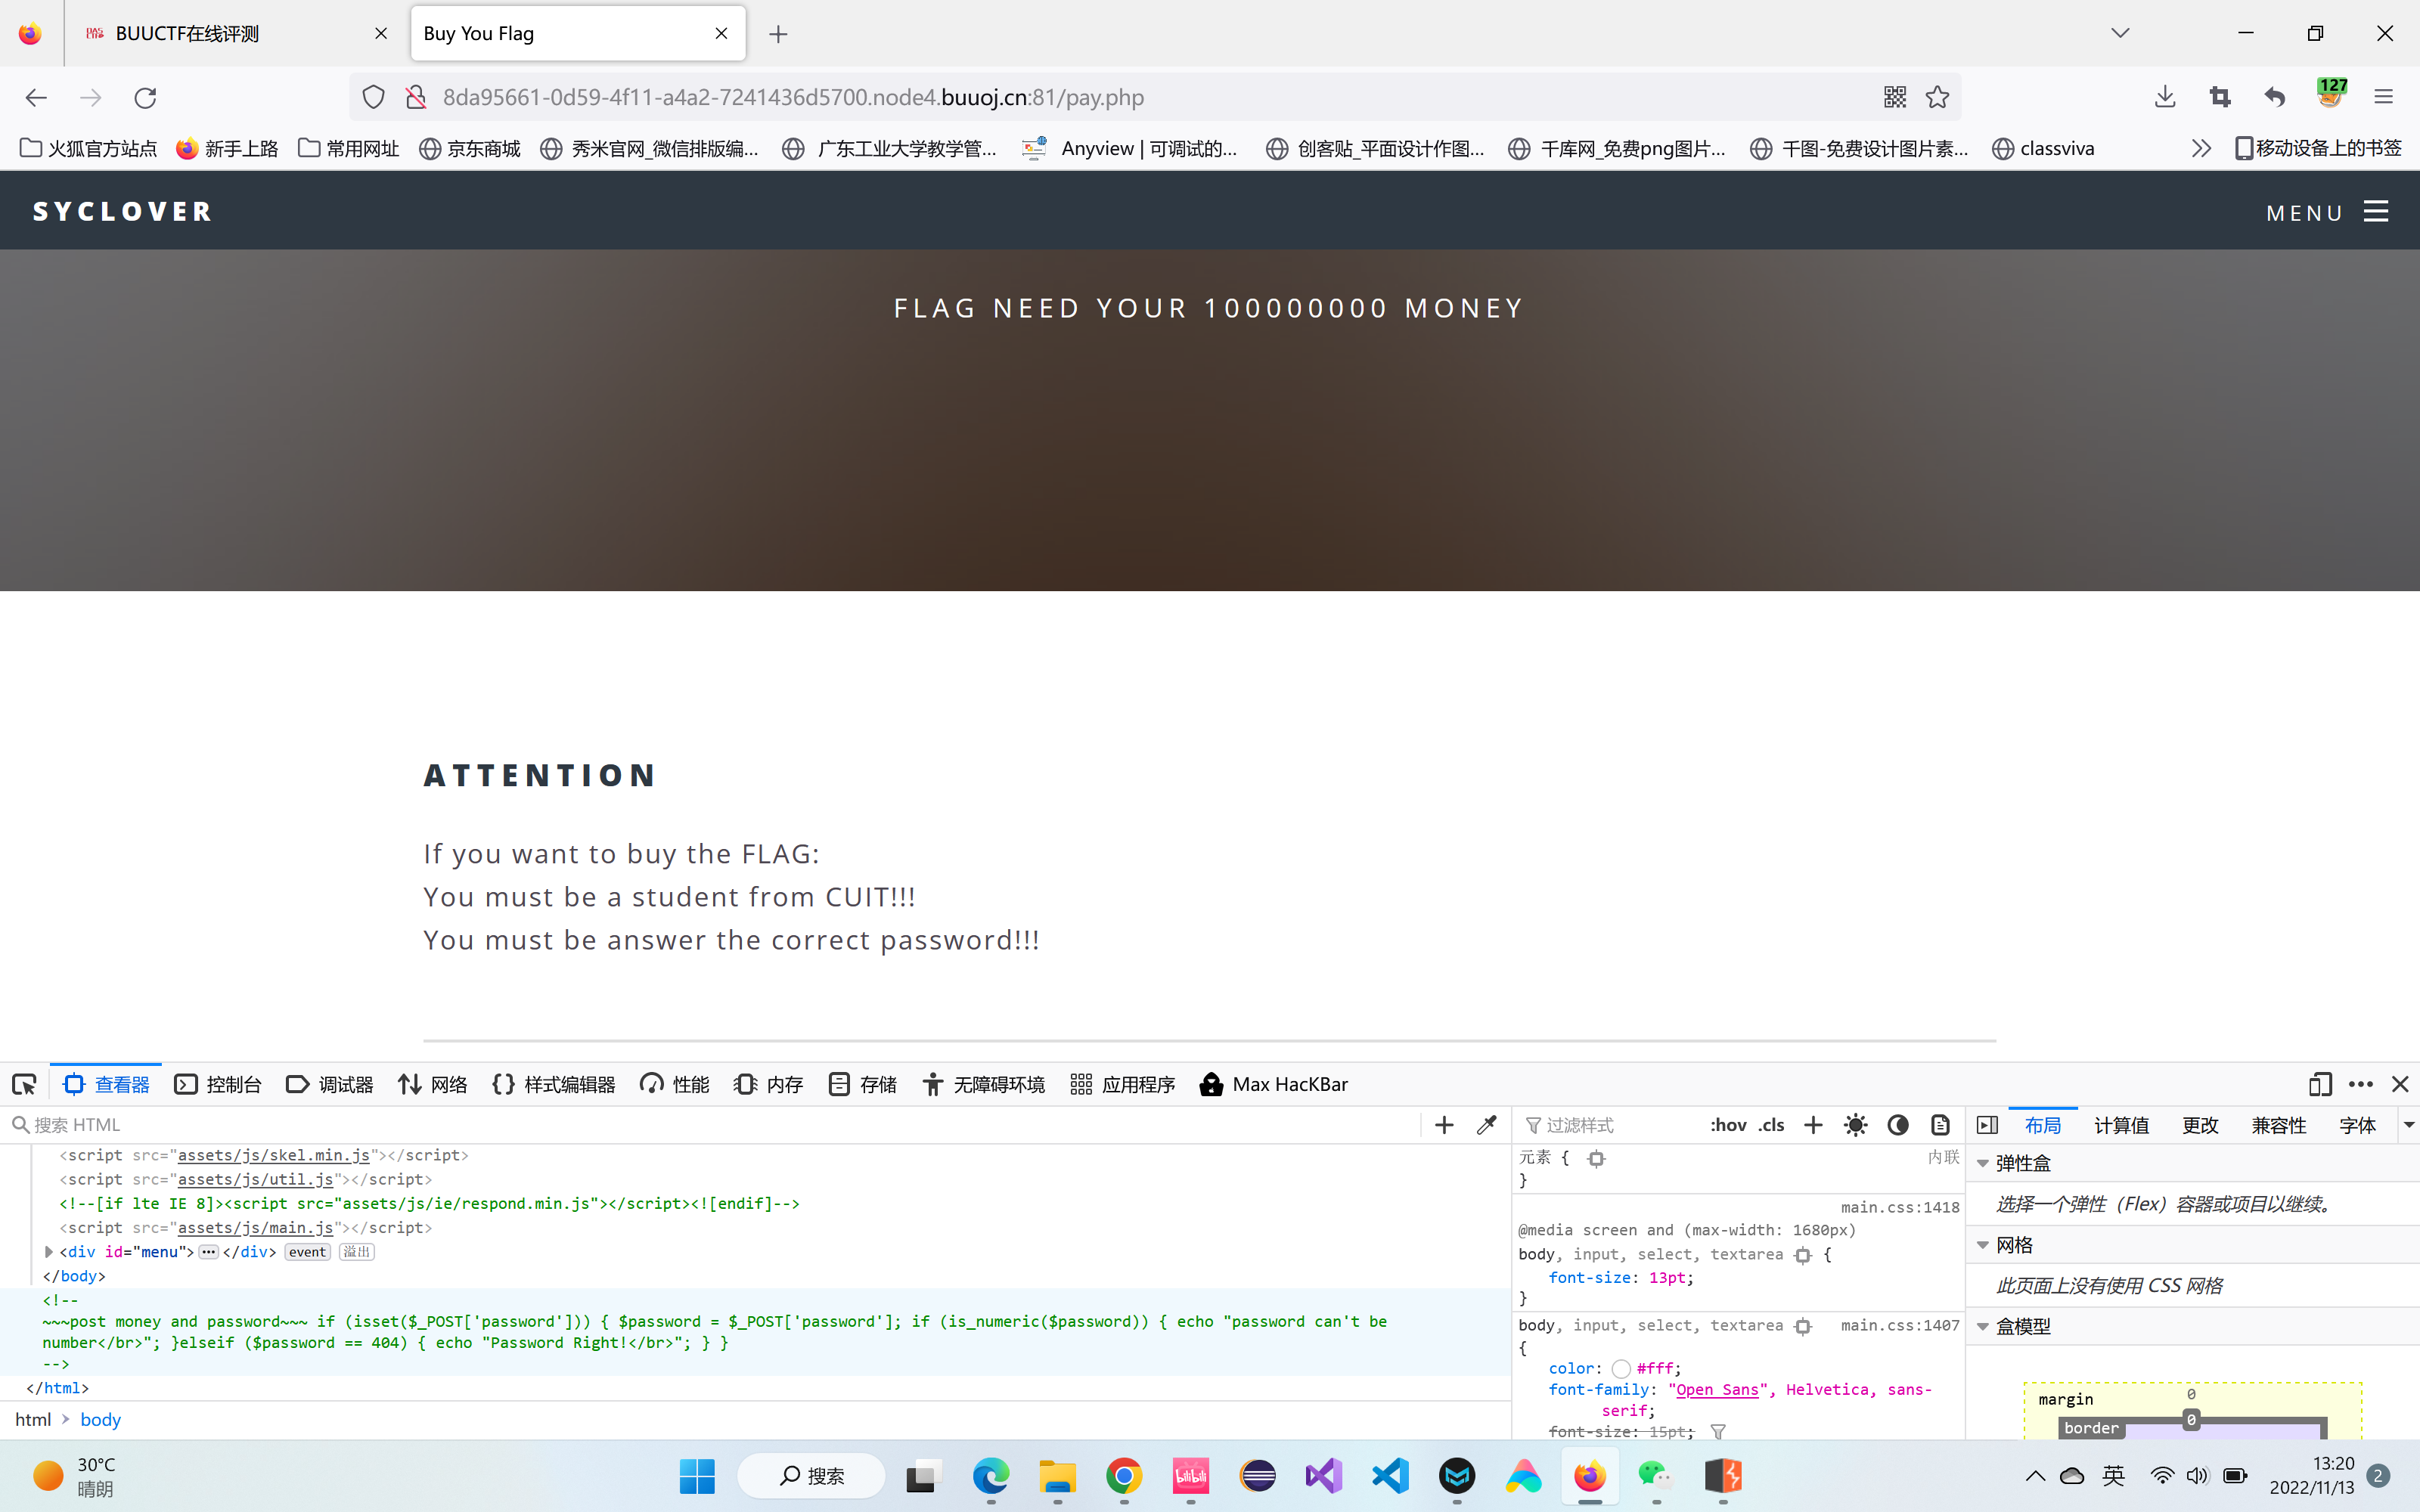 BUUCTF在线评测
Buy You Flag
8da95661-0d59-4f11-a4a2-7241436d5700.node4.buuoj.cn:81/pay.php
127
火狐官方站点 新手上路 常用网址 京东商城 秀米官网_微信排版编... 广东工业大学教学管... Anyview | 可调试的... 创客贴_平面设计作图... 千库网_免费png图片... 千图-免费设计图片素... classviva 移动设备上的书签
SYCLOVER
MENU
FLAG NEED YOUR 100000000 MONEY
ATTENTION
If you want to buy the FLAG:
You must be a student from CUIT!!!
You must be answer the correct password!!!
查看器 控制台 调试器 网络 样式编辑器 性能 内存 存储 无障碍环境 应用程序 Max HacKBar
搜索 HTML
<script src="assets/js/skel.min.js"></script>
<script src="assets/js/util.js"></script>
<!--[if lte IE 8]><script src="assets/js/ie/respond.min.js"></script><![endif]-->
<script src="assets/js/main.js"></script>
<div id="menu">…</div> event 溢出
</body>
<!--
~~~post money and password~~~ if (isset($_POST['password'])) { $password = $_POST['password']; if (is_numeric($password)) { echo "password can't be
number</br>"; }elseif ($password == 404) { echo "Password Right!</br>"; } }
-->
</html>
html body
过滤样式 :hov .cls
元素 { 内联
}
main.css:1418
@media screen and (max-width: 1680px)
body, input, select, textarea {
font-size: 13pt;
}
body, input, select, textarea main.css:1407
{
color: #fff;
font-family: "Open Sans", Helvetica, sans-
serif;
font-size: 15pt;
布局 计算值 更改 兼容性 字体
弹性盒
选择一个弹性（Flex）容器或项目以继续。
网格
此页面上没有使用 CSS 网格
盒模型
margin 0
border 0
30°C
晴朗
搜索
bilibili
英
13:20
2022/11/13
2